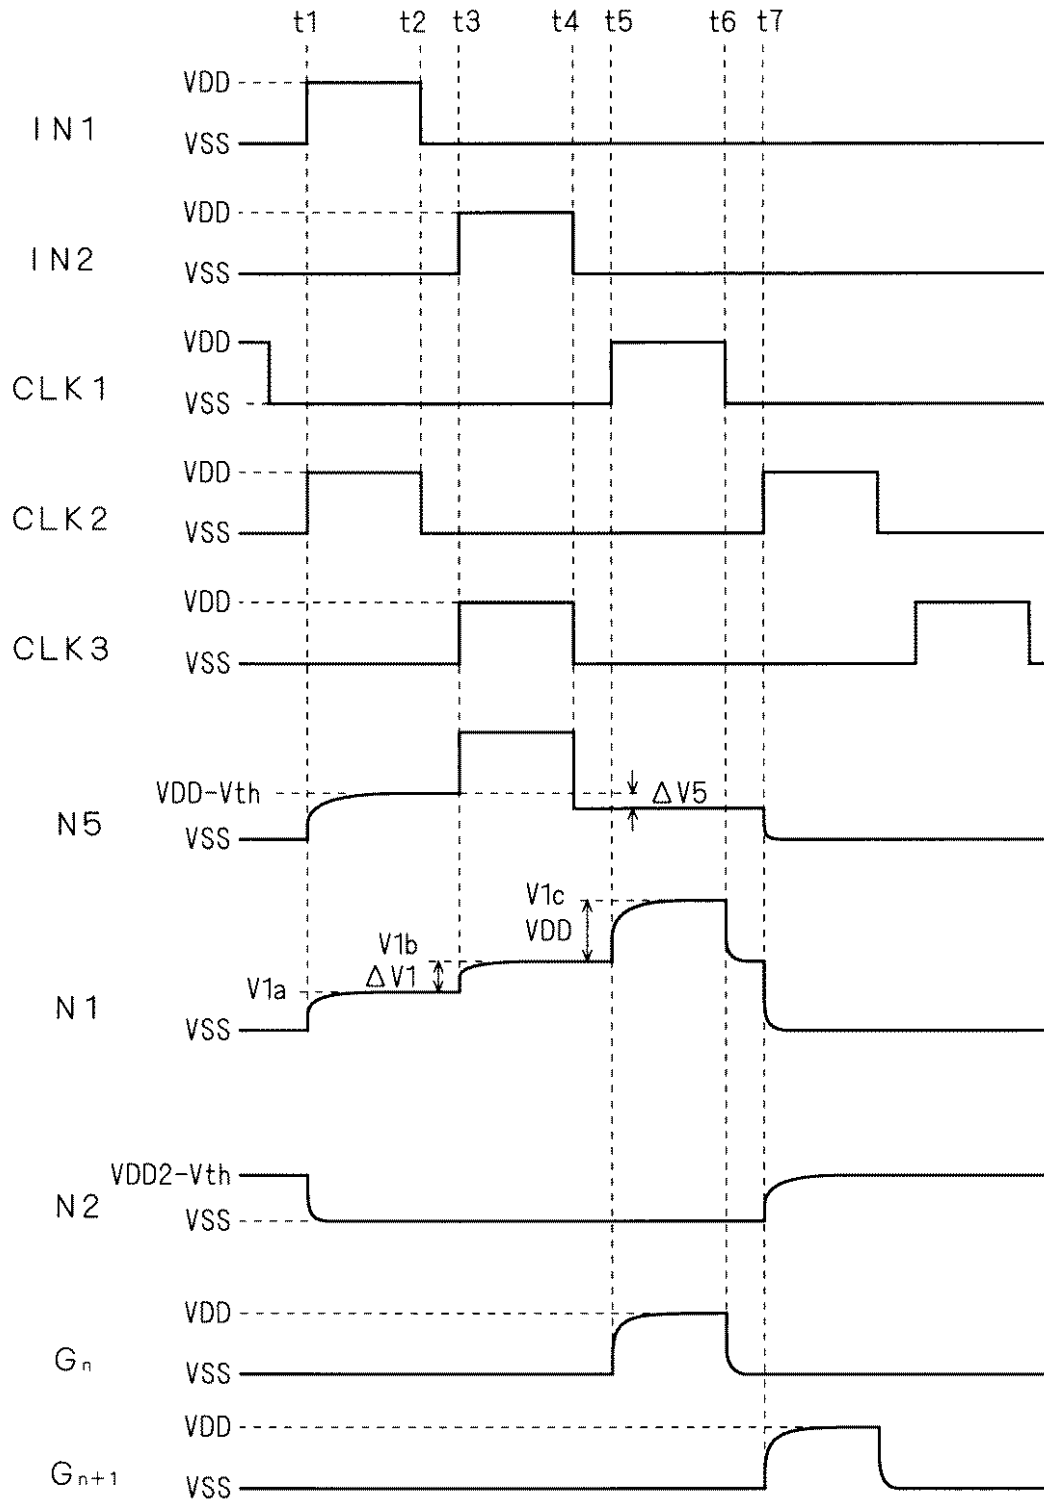 t1 t2 t3 t4 t5 t6 t7
VDD
IN1
VSS
VDD
IN2
VSS
VDD
CLK1
VSS
VDD
CLK2
VSS
VDD
CLK3
VSS
VDD-Vth
ΔV5
N5
VSS
V1c
VDD
V1b
ΔV1
V1a
N1
VSS
VDD2-Vth
N2
VSS
VDD
Gn
VSS
VDD
Gn+1
VSS